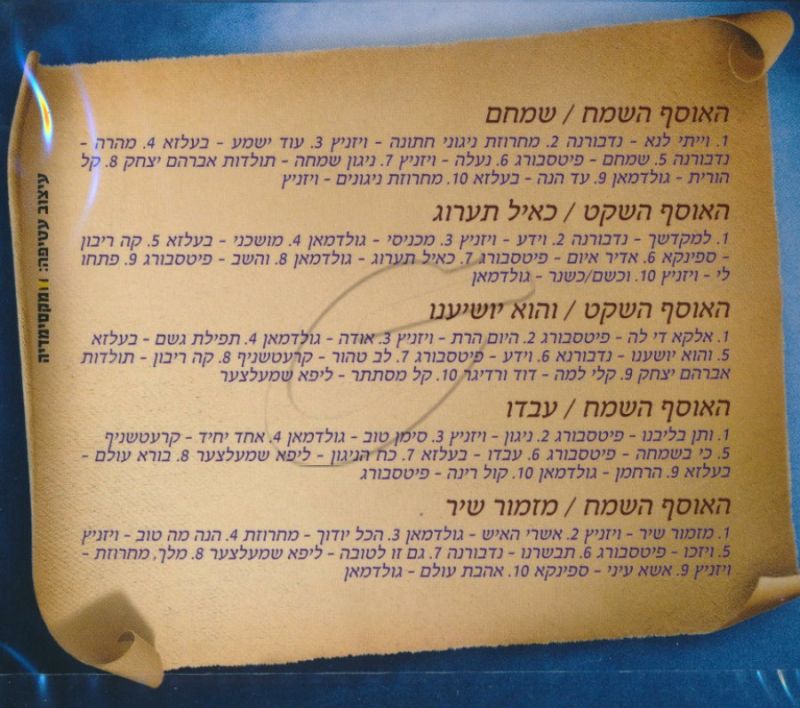 האוסף השמח / שמחם
1. וייתי לנא - נדבורנה 2. מחרוזת ניגוני חתונה - ויזניץ 3. עוד ישמע - בעלזא 4. מהרה -
נדבורנה 5. שמחם - פיטסבורג 6. נעלה - ויזניץ 7. ניגון שמחה - תולדות אברהם יצחק 8. קל
הורית - גולדמאן 9. עד הנה - בעלזא 10. מחרוזת ניגונים - ויזניץ
האוסף השקט / כאיל תערוג
1. למקדשך - נדבורנה 2. וידע - ויזניץ 3. מכניסי - גולדמאן 4. מושכני - בעלזא 5. קה ריבון
- ספינקא 6. אדיר איום - פיטסבורג 7. כאיל תערוג - גולדמאן 8. והשב - פיטסבורג 9. פתחו
לי - ויזניץ 10. וכשם/כשנר - גולדמאן
האוסף השקט / והוא יושיענו
1. אלקא די לה - פיטסבורג 2. היום הרת - ויזניץ 3. אודה - גולדמאן 4. תפילת גשם - בעלזא
5. והוא יושענו - נדבורנא 6. וידע - פיטסבורג 7. לב טהור - קרעטשניף 8. קה ריבון - תולדות
אברהם יצחק 9. קלי למה - דוד ורדיגר 10. קל מסתתר - ליפא שמעלצער
האוסף השמח / עבדו
1. ותן בליבנו - פיטסבורג 2. ניגון - ויזניץ 3. סימן טוב - גולדמאן 4. אחד יחיד - קרעטשניף
5. כי בשמחה - פיטסבורג 6. עבדו - בעלזא 7. כח הניגון - ליפא שמעלצער 8. בורא עולם -
בעלזא 9. הרחמן - גולדמאן 10. קול רינה - פיטסבורג
האוסף השמח / מזמור שיר
1. מזמור שיר - ויזניץ 2. אשרי האיש - גולדמאן 3. הכל יודוך - מחרוזת 4. הנה מה טוב - ויזניץ
5. ויזכו - פיטסבורג 6. תבשרנו - נדבורנה 7. גם זו לטובה - ליפא שמעלצער 8. מלך, מחרוזת -
ויזניץ 9. אשא עיני - ספינקא 10. אהבת עולם - גולדמאן
עיצוב עטיפה: מקסימדיה